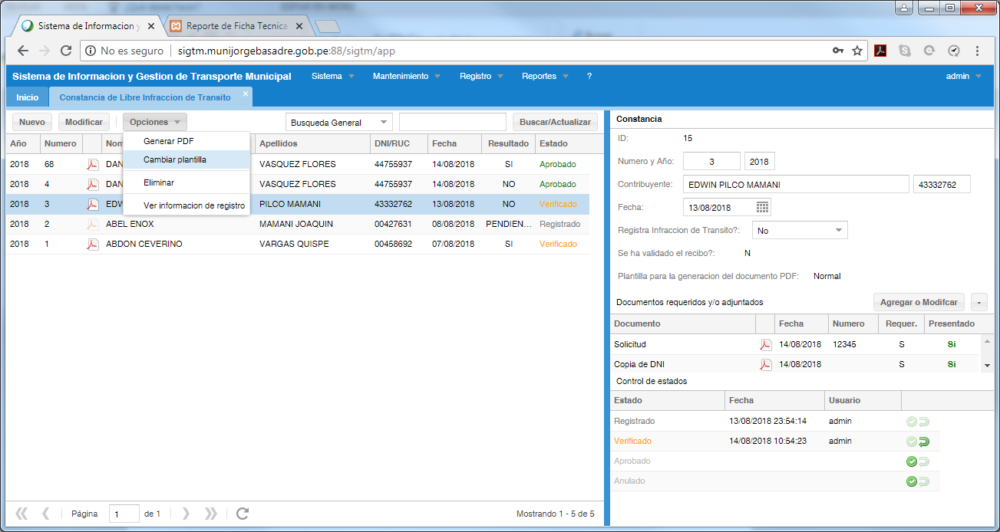 Sistema de Informacion y
Reporte de Ficha Tecnica
No es seguro sigtm.munijorgebasadre.gob.pe:88/sigtm/app
Sistema de Informacion y Gestion de Transporte Municipal Sistema Mantenimiento Registro Reportes ? admin
Inicio Constancia de Libre Infraccion de Transito
Nuevo Modificar Opciones Busqueda General Buscar/Actualizar
Año Numero Nom Apellidos DNI/RUC Fecha Resultado Estado
2018 68 DAN VASQUEZ FLORES 44755937 14/08/2018 SI Aprobado
2018 4 DAN VASQUEZ FLORES 44755937 14/08/2018 NO Aprobado
2018 3 EDW PILCO MAMANI 43332762 13/08/2018 NO Verificado
2018 2 ABEL ENOX MAMANI JOAQUIN 00427631 08/08/2018 PENDIEN... Registrado
2018 1 ABDON CEVERINO VARGAS QUISPE 00458692 07/08/2018 SI Verificado
Generar PDF
Cambiar plantilla
Eliminar
Ver informacion de registro
Página 1 de 1 Mostrando 1 - 5 de 5
Constancia
ID: 15
Numero y Año: 3 2018
Contribuyente: EDWIN PILCO MAMANI 43332762
Fecha: 13/08/2018
Registra Infraccion de Transito?: No
Se ha validado el recibo?: N
Plantilla para la generacion del documento PDF: Normal
Documentos requeridos y/o adjuntados Agregar o Modifcar -
Documento Fecha Numero Requer. Presentado
Solicitud 14/08/2018 12345 S Si
Copia de DNI 14/08/2018 S Si
Control de estados
Estado Fecha Usuario
Registrado 13/08/2018 23:54:14 admin
Verificado 14/08/2018 10:54:23 admin
Aprobado
Anulado